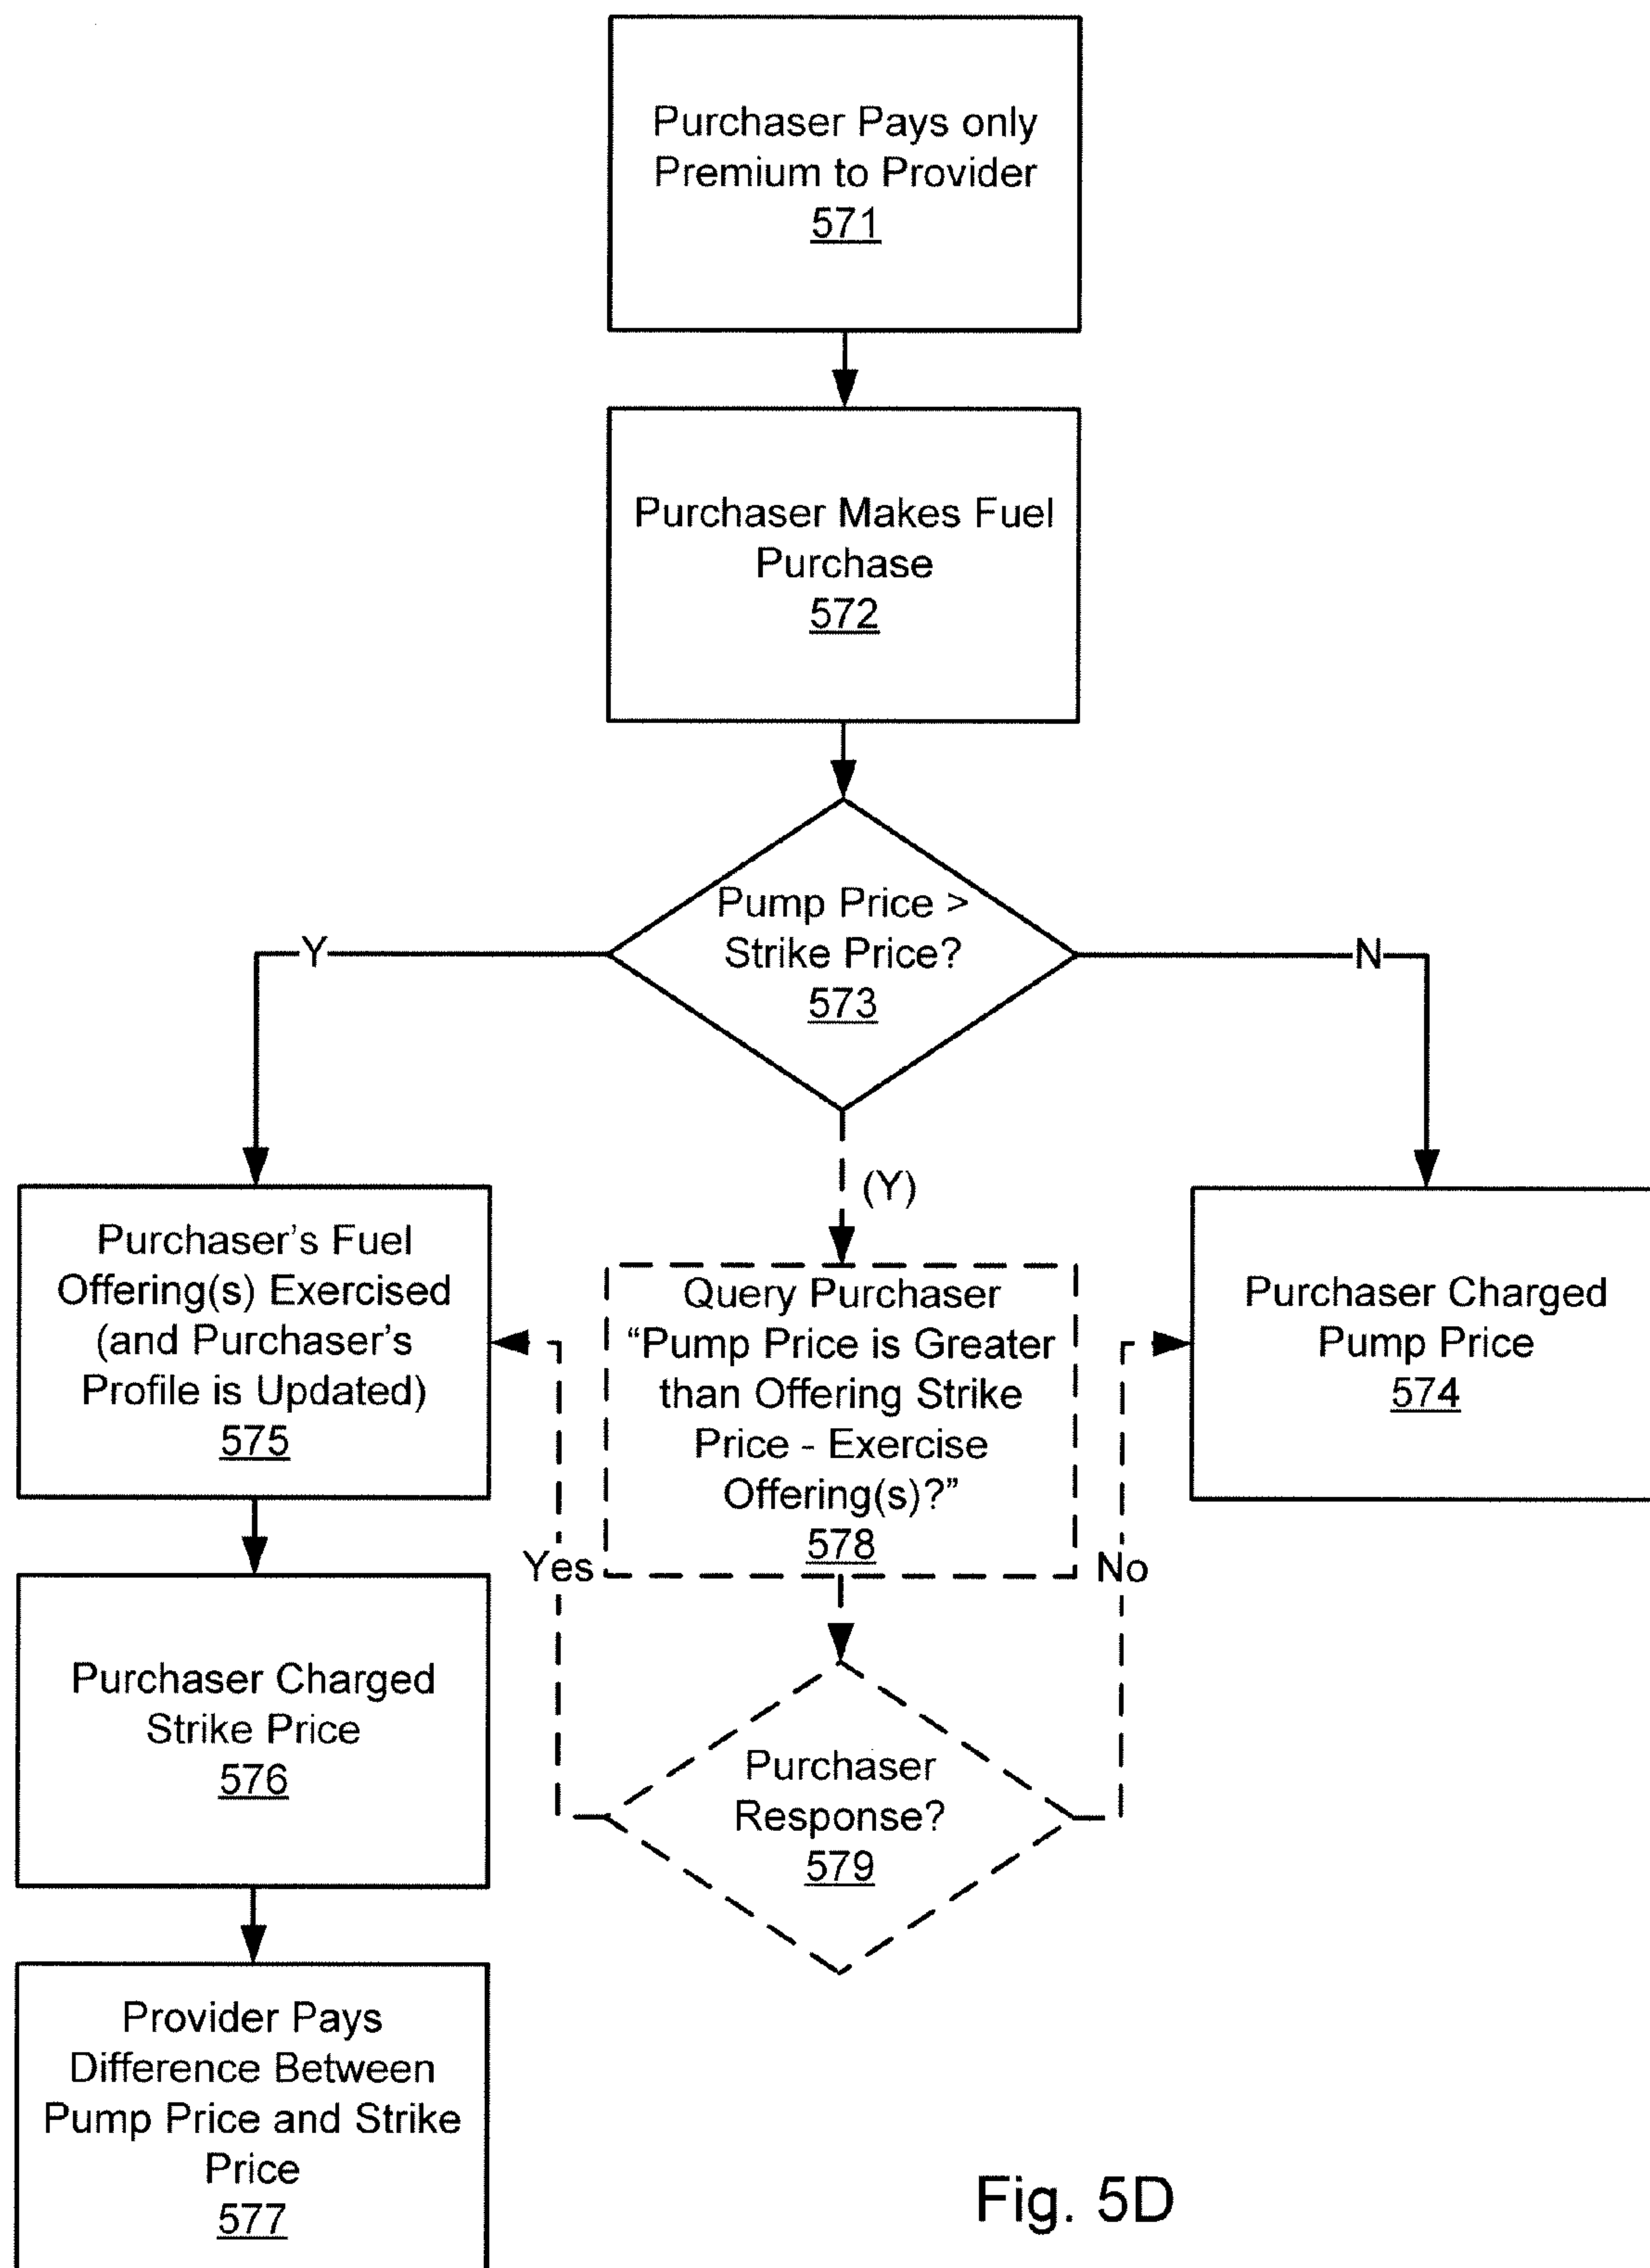 Purchaser Pays only
Premium to Provider
571
Purchaser Makes Fuel
Purchase
572
Pump Price >
Strike Price?
573
Y
N
(Y)
Purchaser's Fuel
Offering(s) Exercised
(and Purchaser's
Profile is Updated)
575
Query Purchaser
“Pump Price is Greater
than Offering Strike
Price - Exercise
Offering(s)?”
578
Purchaser Charged
Pump Price
574
Yes
No
Purchaser Charged
Strike Price
576
Purchaser
Response?
579
Provider Pays
Difference Between
Pump Price and Strike
Price
577
Fig. 5D